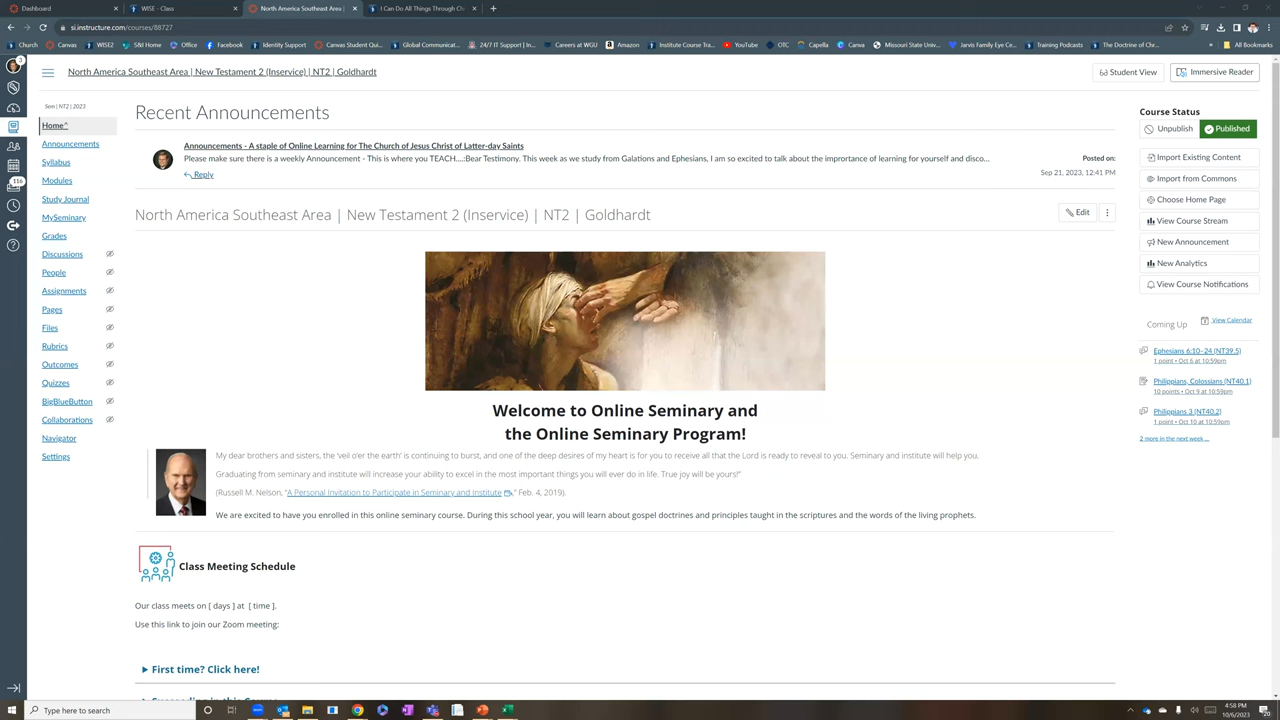 Dashboard
WISE - Class
North America Southeast Area |
I Can Do All Things Through Ch
si.instructure.com/courses/88727
Church
Canvas
WISE2
S&I Home
Office
Facebook
Identity Support
Canvas Student Qui...
Global Communicat...
24/7 IT Support | In...
Careers at WGU
Amazon
Institute Course Tra...
YouTube
OTC
Capella
Canva
Missouri State Univ...
Jarvis Family Eye Ce...
Training Podcasts
The Doctrine of Chr...
»
All Bookmarks
3
116
North America Southeast Area | New Testament 2 (Inservice) | NT2 | Goldhardt
Student View
Immersive Reader
Sem | NT2 | 2023
Home^
Announcements
Syllabus
Modules
Study Journal
MySeminary
Grades
Discussions
People
Assignments
Pages
Files
Rubrics
Outcomes
Quizzes
BigBlueButton
Collaborations
Navigator
Settings
Recent Announcements
Announcements - A staple of Online Learning for The Church of Jesus Christ of Latter-day Saints
Please make sure there is a weekly Announcement - This is where you TEACH....:Bear Testimony. This week as we study from Galations and Ephesians, I am so excited to talk about the imprortance of learning for yourself and disco...
Reply
Posted on:
Sep 21, 2023, 12:41 PM
North America Southeast Area | New Testament 2 (Inservice) | NT2 | Goldhardt
Edit
Welcome to Online Seminary and
the Online Seminary Program!
My dear brothers and sisters, the 'veil o'er the earth' is continuing to burst, and one of the deep desires of my heart is for you to receive all that the Lord is ready to reveal to you. Seminary and institute will help you.
Graduating from seminary and institute will increase your ability to excel in the most important things you will ever do in life. True joy will be yours!"
(Russell M. Nelson, "A Personal Invitation to Participate in Seminary and Institute," Feb. 4, 2019).
We are excited to have you enrolled in this online seminary course. During this school year, you will learn about gospel doctrines and principles taught in the scriptures and the words of the living prophets.
Class Meeting Schedule
Our class meets on [ days ] at [ time ].
Use this link to join our Zoom meeting:
First time? Click here!
Course Status
Unpublish
Published
Import Existing Content
Import from Commons
Choose Home Page
View Course Stream
New Announcement
New Analytics
View Course Notifications
Coming Up
View Calendar
Ephesians 6:10–24 (NT39.5)
1 point • Oct 6 at 10:59pm
Philippians, Colossians (NT40.1)
10 points • Oct 9 at 10:59pm
Philippians 3 (NT40.2)
1 point • Oct 10 at 10:59pm
2 more in the next week ...
Type here to search
4:58 PM
10/6/2023
20